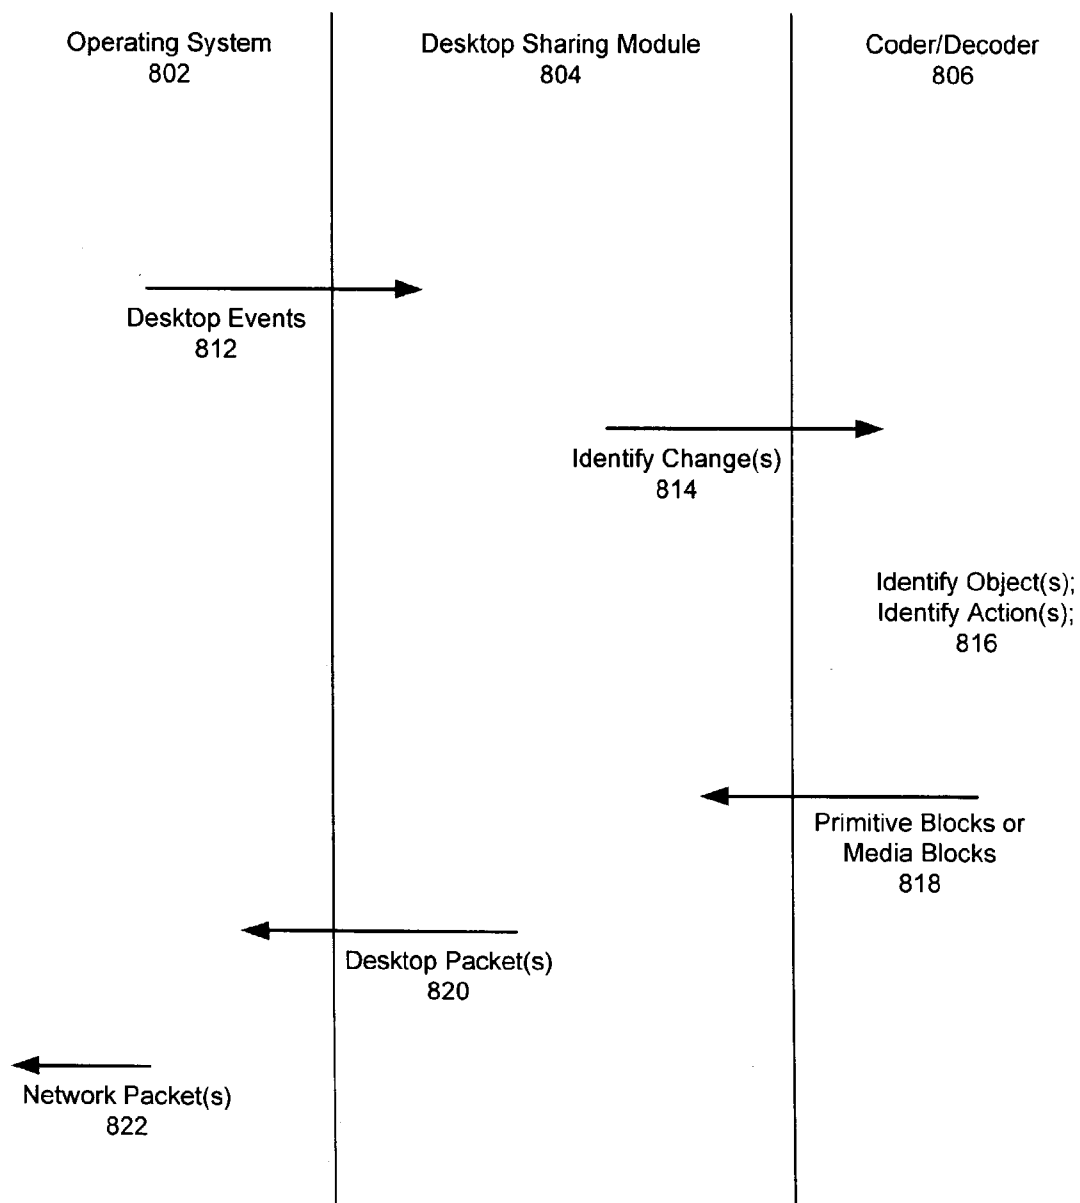 Operating System
802
Desktop Sharing Module
804
Coder/Decoder
806
Desktop Events
812
Identify Change(s)
814
Identify Object(s);
Identify Action(s);
816
Primitive Blocks or
Media Blocks
818
Desktop Packet(s)
820
Network Packet(s)
822